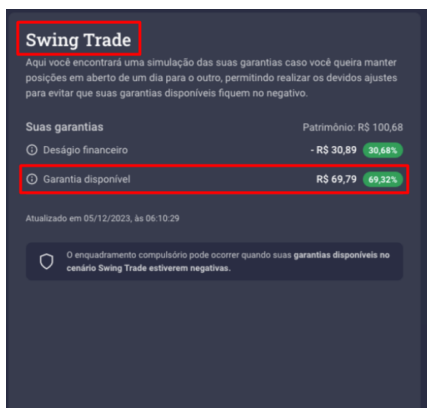 Swing Trade
Aqui você encontrará uma simulação das suas garantias caso você queira manter
posições em aberto de um dia para o outro, permitindo realizar os devidos ajustes
para evitar que suas garantias disponíveis fiquem no negativo.
Suas garantias Patrimônio: R$ 100,68
Deságio financeiro - R$ 30,89 30,68%
Garantia disponível R$ 69,79 69,32%
Atualizado em 05/12/2023, às 06:10:29
O enquadramento compulsório pode ocorrer quando suas garantias disponíveis no
cenário Swing Trade estiverem negativas.